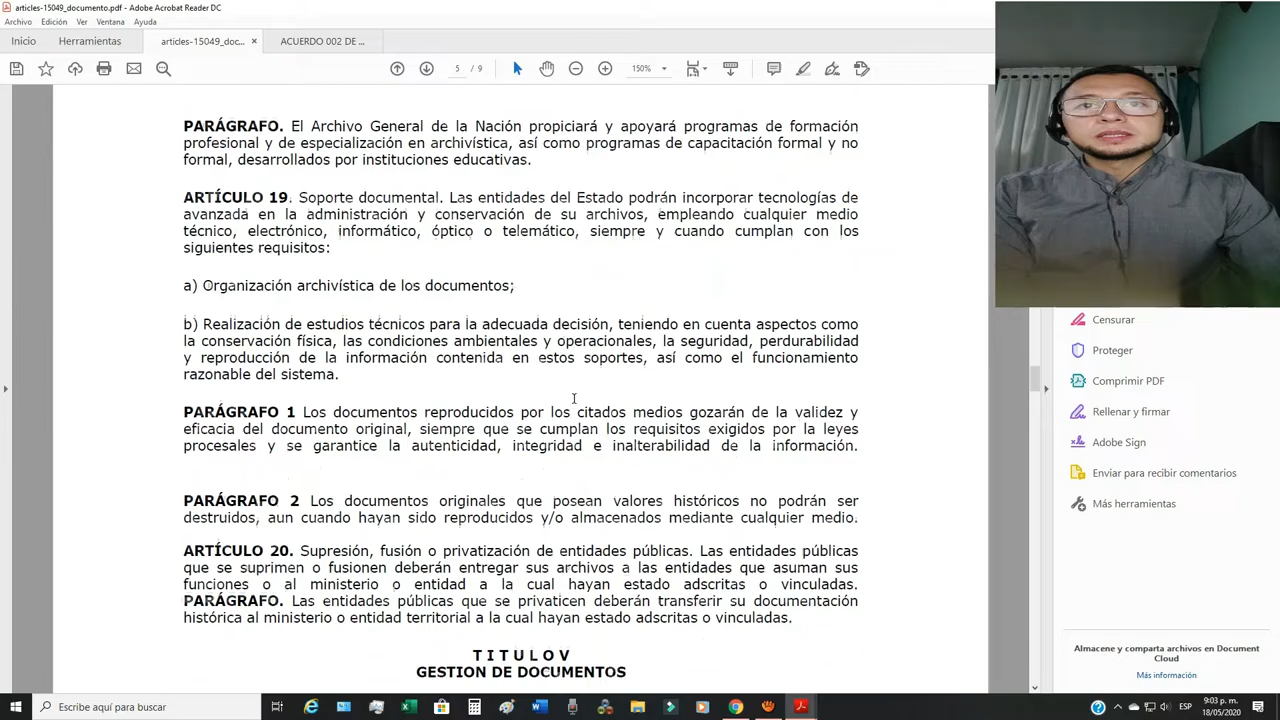 articles-15049_documento.pdf - Adobe Acrobat Reader DC
Archivo Edición Ver Ventana Ayuda
Inicio Herramientas articles-15049_doc... × ACUERDO 002 DE ...
5 / 9 150%
PARÁGRAFO. El Archivo General de la Nación propiciará y apoyará programas de formación
profesional y de especialización en archivística, así como programas de capacitación formal y no
formal, desarrollados por instituciones educativas.
ARTÍCULO 19. Soporte documental. Las entidades del Estado podrán incorporar tecnologías de
avanzada en la administración y conservación de su archivos, empleando cualquier medio
técnico, electrónico, informático, óptico o telemático, siempre y cuando cumplan con los
siguientes requisitos:
a) Organización archivística de los documentos;
b) Realización de estudios técnicos para la adecuada decisión, teniendo en cuenta aspectos como
la conservación física, las condiciones ambientales y operacionales, la seguridad, perdurabilidad
y reproducción de la información contenida en estos soportes, así como el funcionamiento
razonable del sistema.
PARÁGRAFO 1 Los documentos reproducidos por los citados medios gozarán de la validez y
eficacia del documento original, siempre que se cumplan los requisitos exigidos por la leyes
procesales y se garantice la autenticidad, integridad e inalterabilidad de la información.
PARÁGRAFO 2 Los documentos originales que posean valores históricos no podrán ser
destruidos, aun cuando hayan sido reproducidos y/o almacenados mediante cualquier medio.
ARTÍCULO 20. Supresión, fusión o privatización de entidades públicas. Las entidades públicas
que se suprimen o fusionen deberán entregar sus archivos a las entidades que asuman sus
funciones o al ministerio o entidad a la cual hayan estado adscritas o vinculadas.
PARÁGRAFO. Las entidades públicas que se privaticen deberán transferir su documentación
histórica al ministerio o entidad territorial a la cual hayan estado adscritas o vinculadas.
T I T U L O V
GESTION DE DOCUMENTOS
Censurar
Proteger
Comprimir PDF
Rellenar y firmar
Adobe Sign
Enviar para recibir comentarios
Más herramientas
Almacene y comparta archivos en Document
Cloud
Más información
Escribe aquí para buscar
ESP
9:03 p. m.
18/05/2020